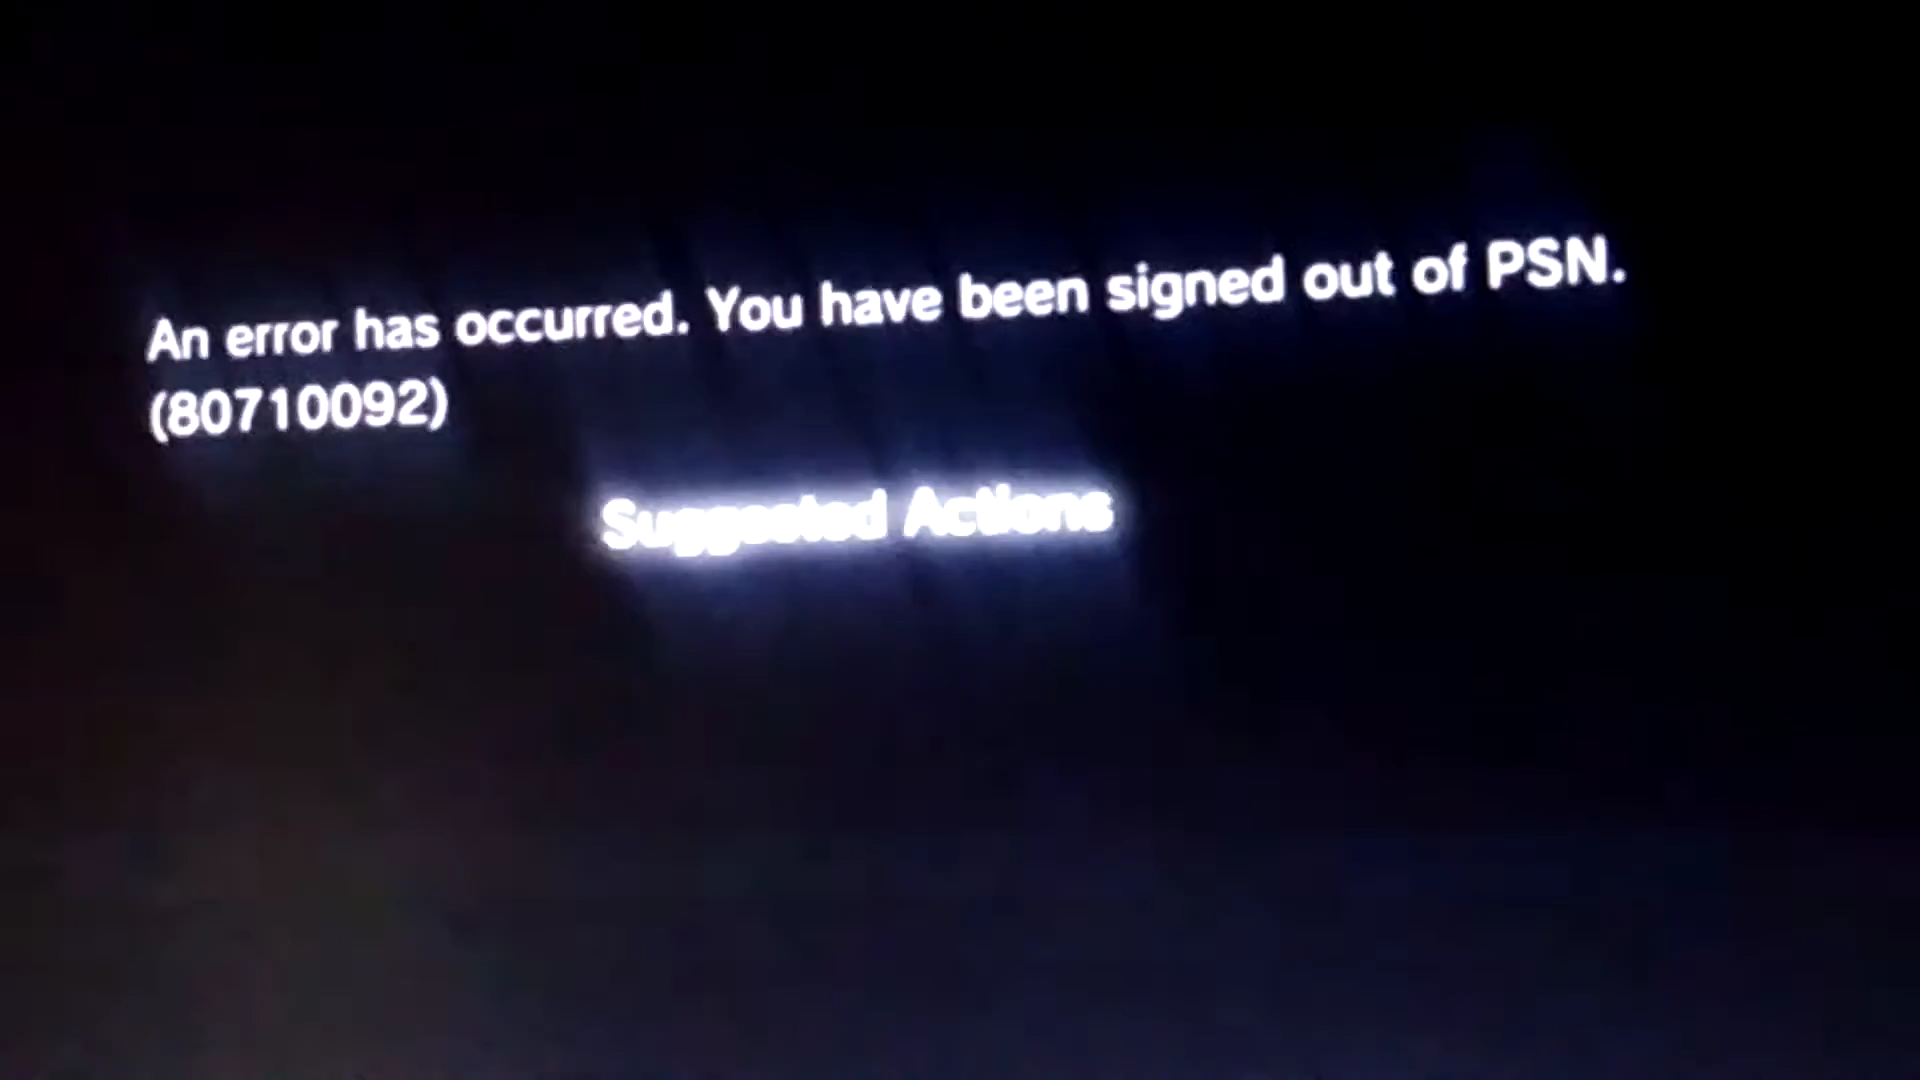 An error has occurred. You have been signed out of PSN.
(80710092)
Suggested Actions